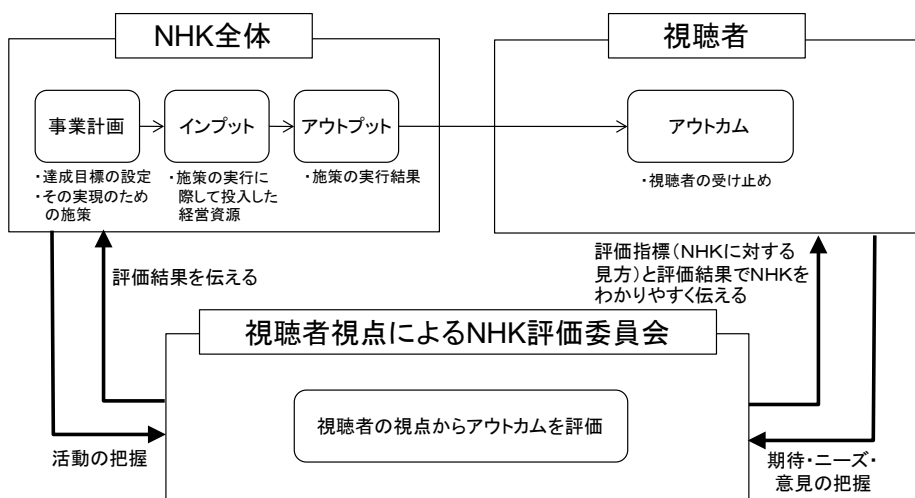 NHK全体
視聴者
事業計画
インプット
アウトプット
アウトカム
・達成目標の設定
・その実現のため
の施策
・施策の実行に
際して投入した
経営資源
・施策の実行結果
・視聴者の受け止め
評価結果を伝える
評価指標(NHKに対する
見方)と評価結果でNHKを
わかりやすく伝える
視聴者視点によるNHK評価委員会
視聴者の視点からアウトカムを評価
活動の把握
期待・ニーズ・
意見の把握